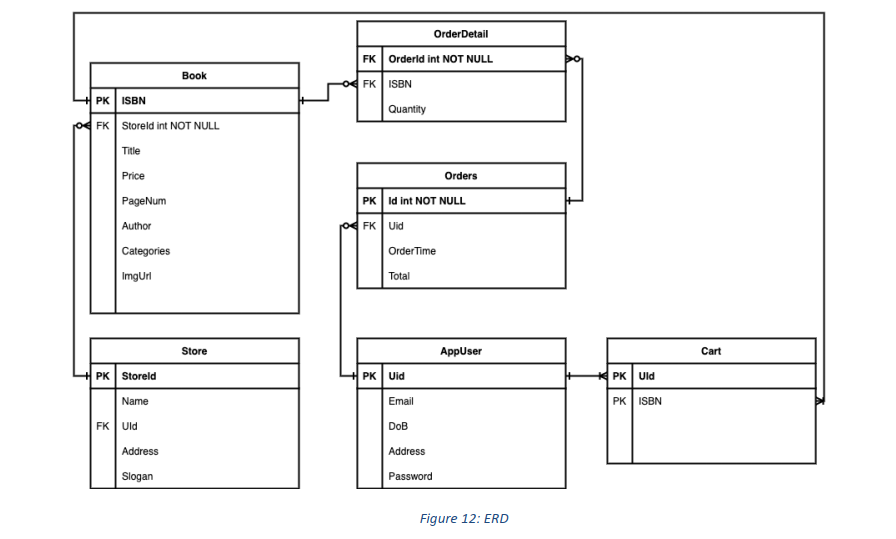 OrderDetail
FK OrderId int NOT NULL
FK ISBN
Quantity
Book
PK ISBN
FK StoreId int NOT NULL
Title
Price
PageNum
Author
Categories
ImgUrl
Orders
PK Id int NOT NULL
FK Uid
OrderTime
Total
Store
PK StoreId
Name
FK UId
Address
Slogan
AppUser
PK Uid
Email
DoB
Address
Password
Cart
PK UId
PK ISBN
Figure 12: ERD